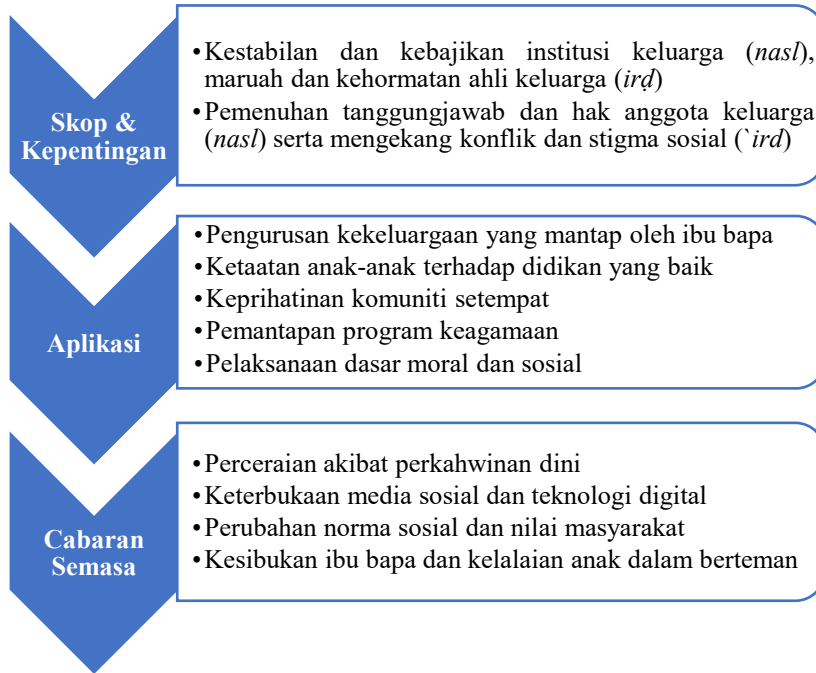 Skop &
Kepentingan
•Kestabilan dan kebajikan institusi keluarga (nasl),
maruah dan kehormatan ahli keluarga (irḍ)
•Pemenuhan tanggungjawab dan hak anggota keluarga
(nasl) serta mengekang konflik dan stigma sosial (`ird)
Aplikasi
•Pengurusan kekeluargaan yang mantap oleh ibu bapa
•Ketaatan anak-anak terhadap didikan yang baik
•Keprihatinan komuniti setempat
•Pemantapan program keagamaan
•Pelaksanaan dasar moral dan sosial
Cabaran
Semasa
•Perceraian akibat perkahwinan dini
•Keterbukaan media sosial dan teknologi digital
•Perubahan norma sosial dan nilai masyarakat
•Kesibukan ibu bapa dan kelalaian anak dalam berteman